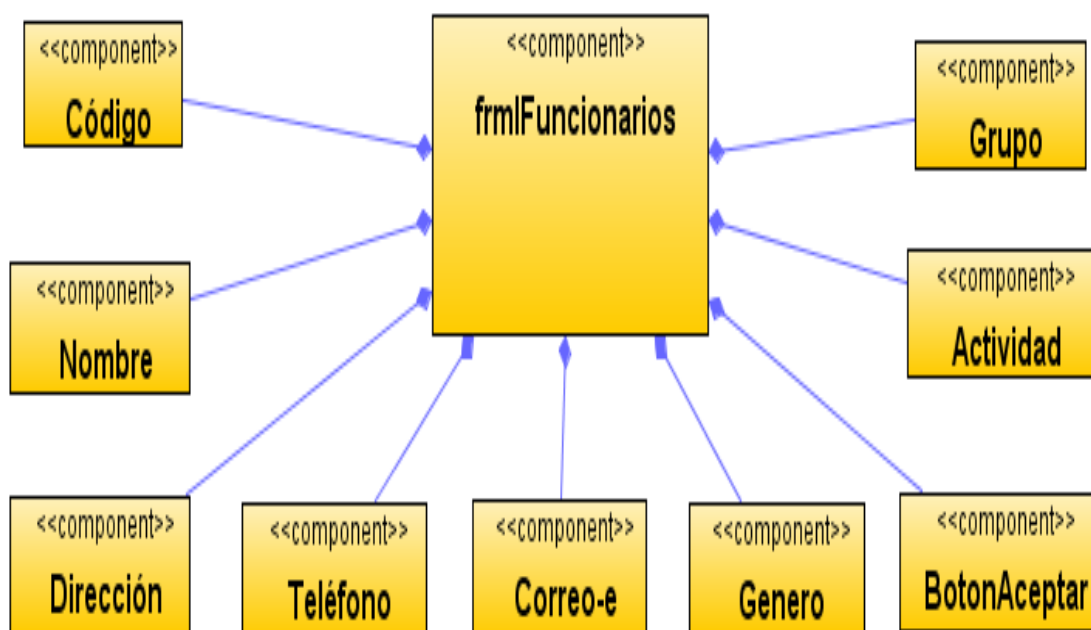 <<component>>
Código
<<component>>
frmlFuncionarios
<<component>>
Grupo
<<component>>
Nombre
<<component>>
Actividad
<<component>>
Dirección
<<component>>
Teléfono
<<component>>
Correo-e
<<component>>
Genero
<<component>>
BotonAceptar